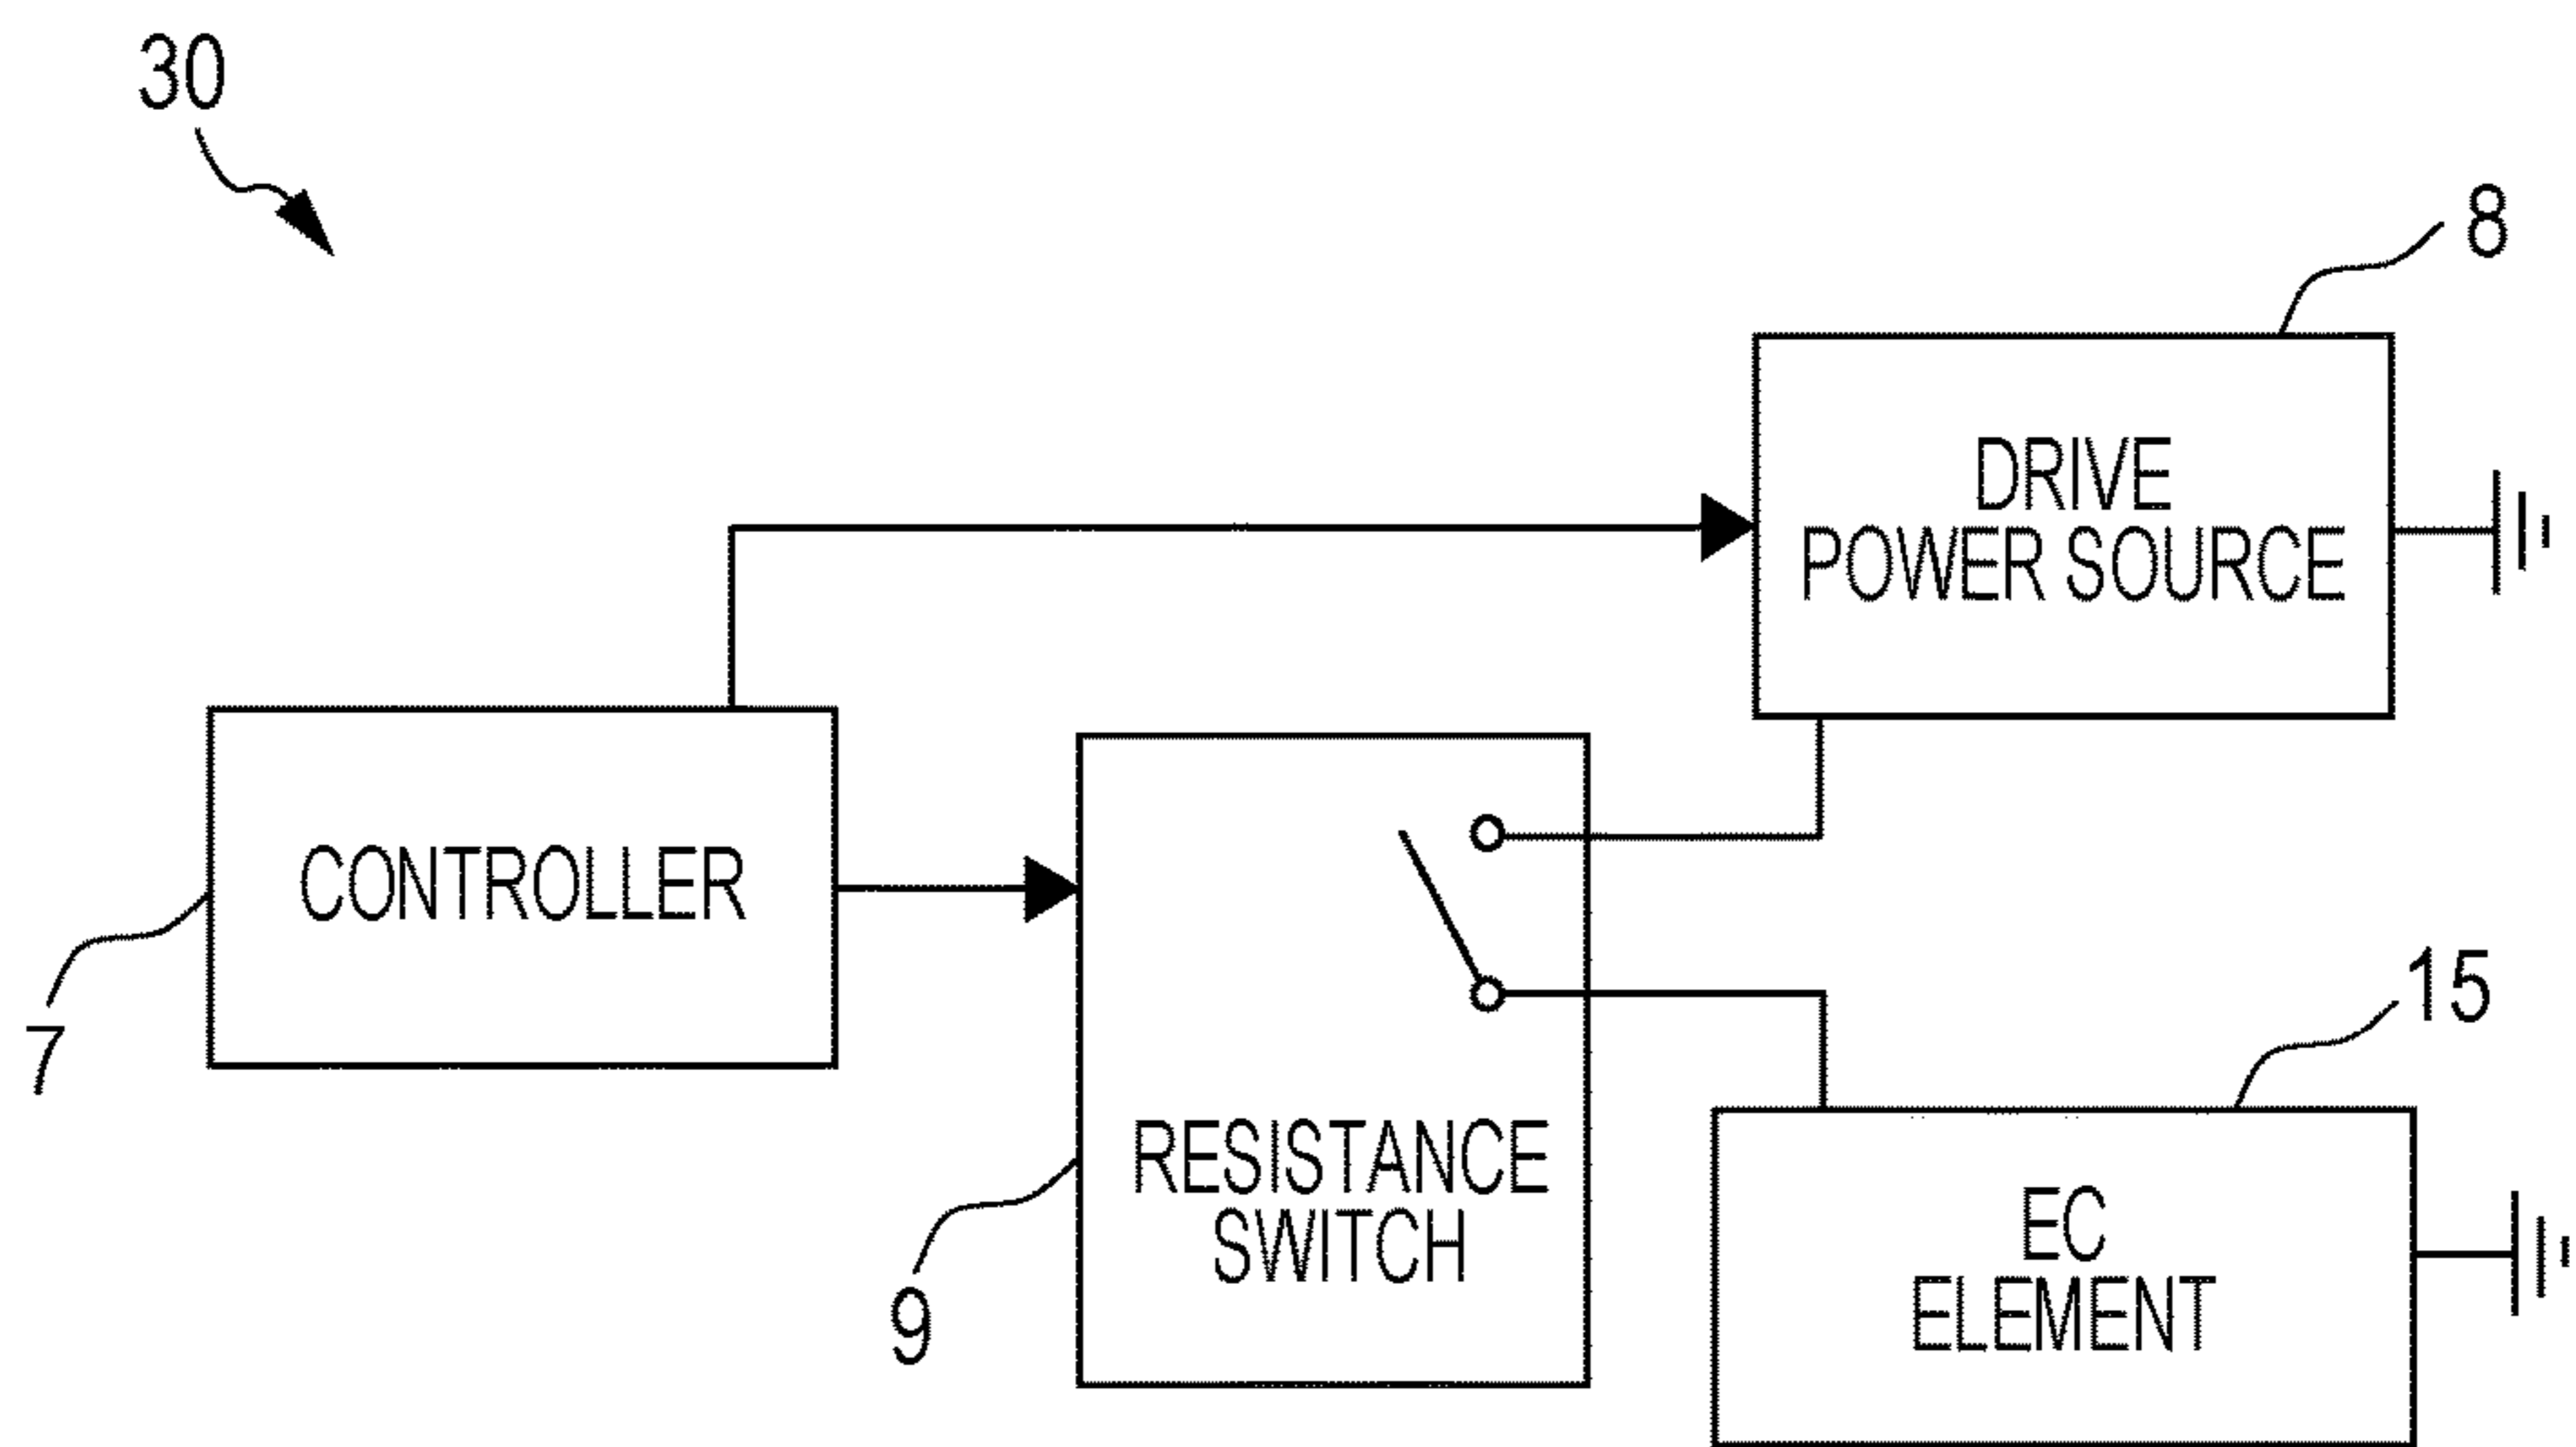 30
8
DRIVE
POWER SOURCE
CONTROLLER
7
15
RESISTANCE
SWITCH
9
EC
ELEMENT